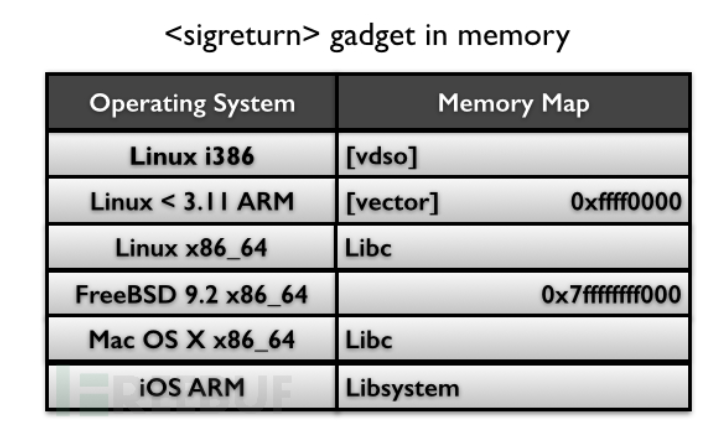 <sigreturn> gadget in memory
Operating System Memory Map
Linux i386 [vdso]
Linux < 3.11 ARM [vector] 0xffff0000
Linux x86_64 Libc
FreeBSD 9.2 x86_64 0x7ffffffff000
Mac OS X x86_64 Libc
iOS ARM Libsystem
FREEBUF